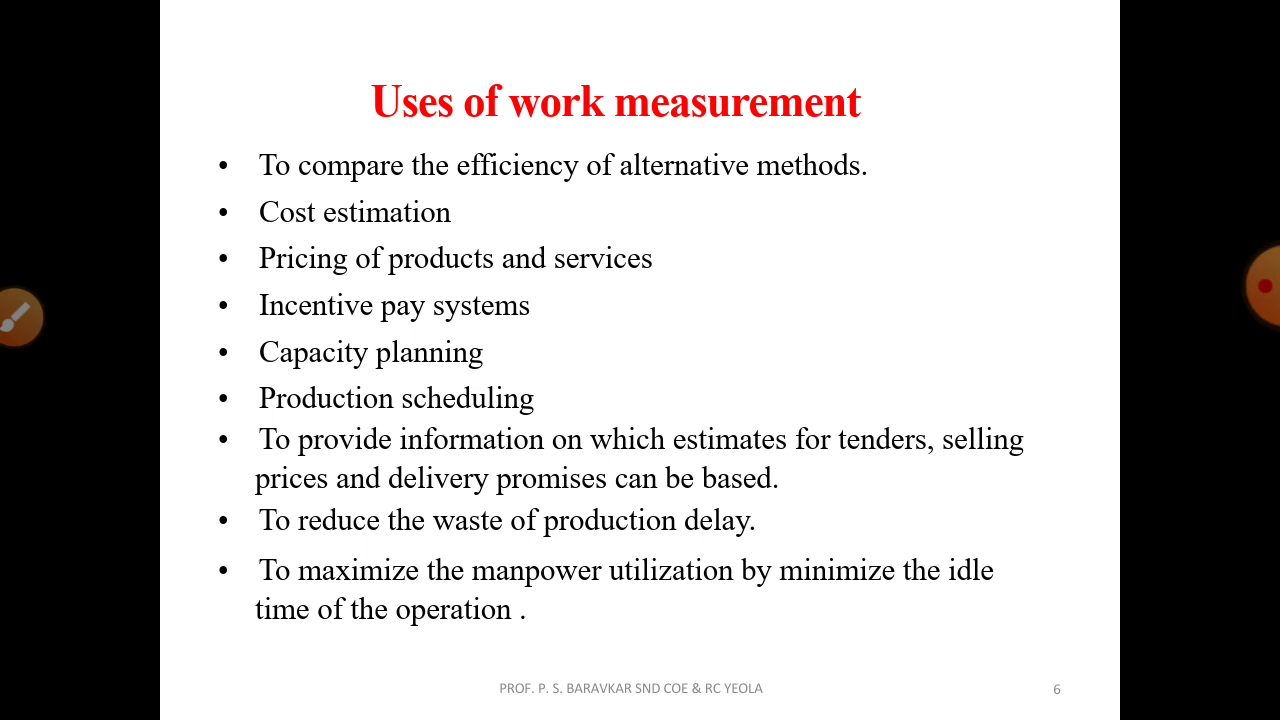 Uses of work measurement
• To compare the efficiency of alternative methods.
• Cost estimation
• Pricing of products and services
• Incentive pay systems
• Capacity planning
• Production scheduling
• To provide information on which estimates for tenders, selling
prices and delivery promises can be based.
• To reduce the waste of production delay.
• To maximize the manpower utilization by minimize the idle
time of the operation .
PROF. P. S. BARAVKAR SND COE & RC YEOLA
6